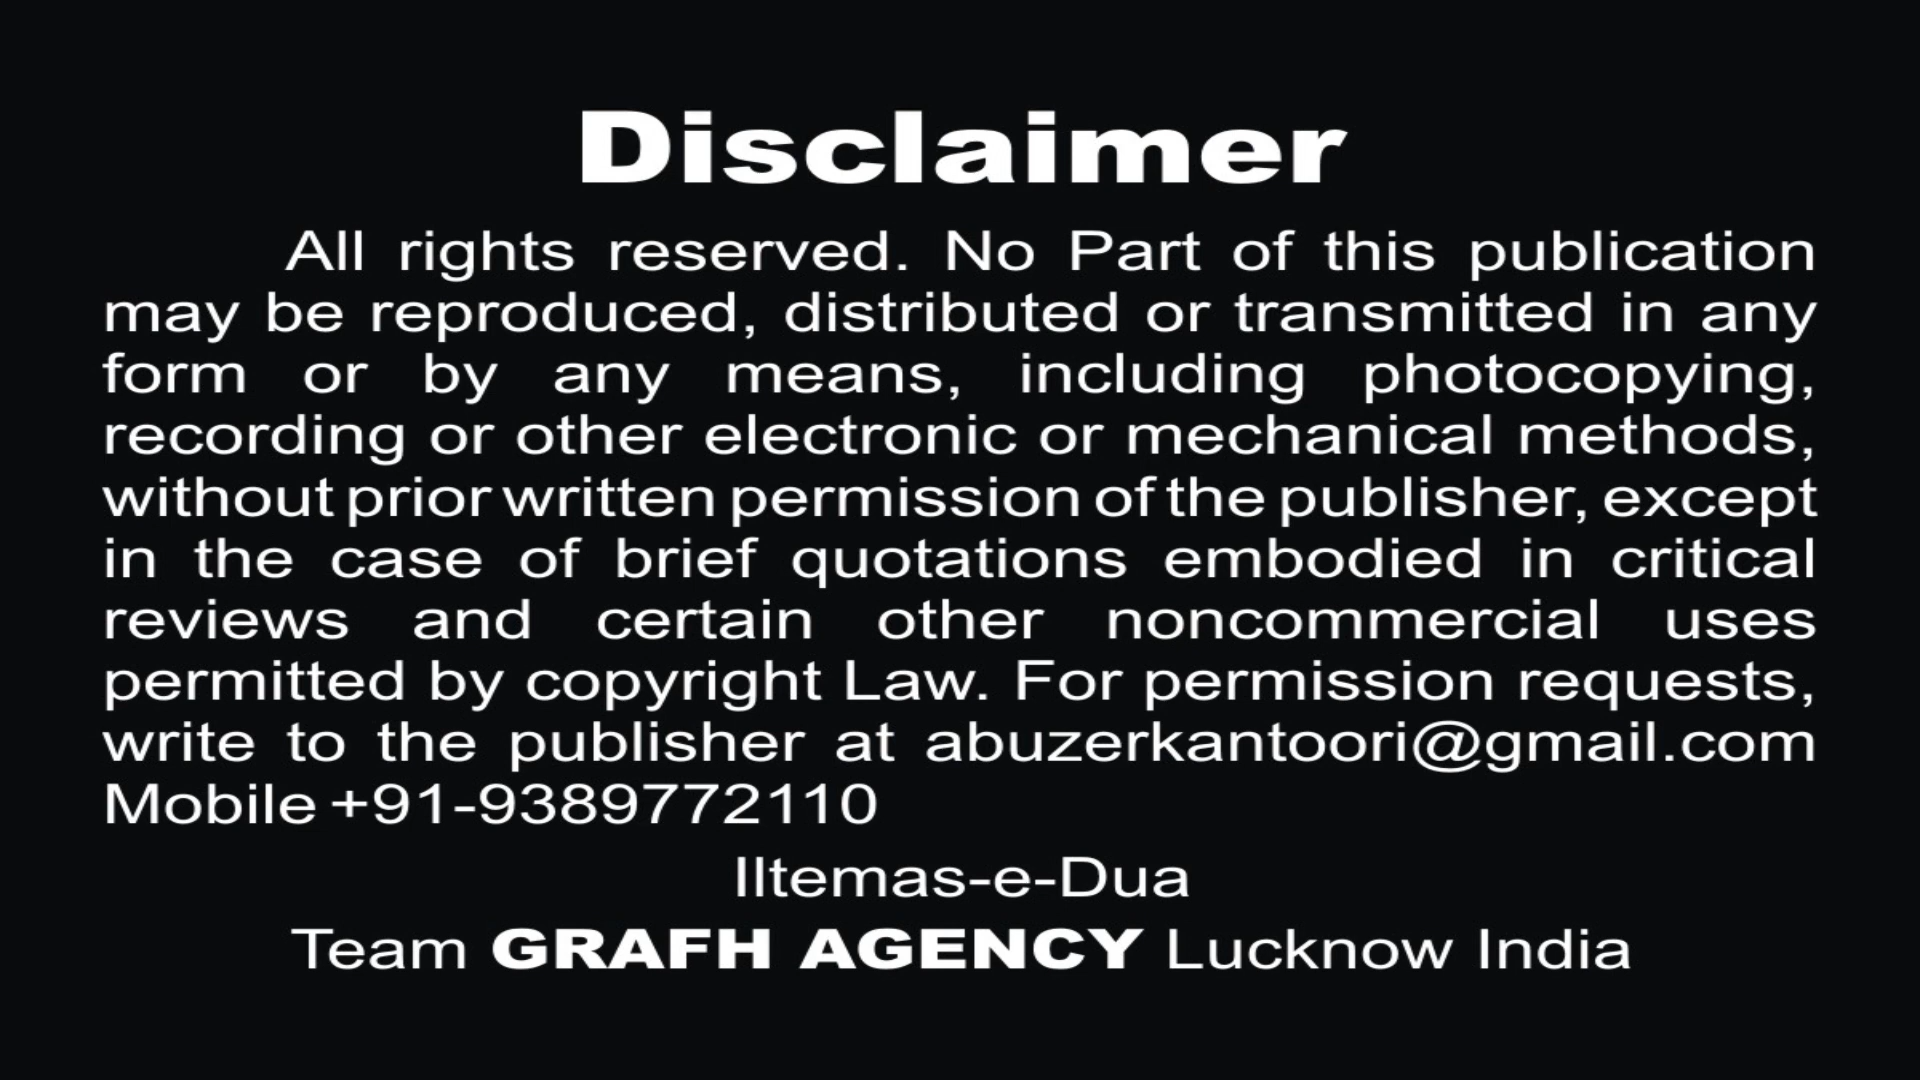 Disclaimer
All rights reserved. No Part of this publication
may be reproduced, distributed or transmitted in any
form or by any means, including photocopying,
recording or other electronic or mechanical methods,
without prior written permission of the publisher, except
in the case of brief quotations embodied in critical
reviews and certain other noncommercial uses
permitted by copyright Law. For permission requests,
write to the publisher at abuzerkantoori@gmail.com
Mobile +91-9389772110
Iltemas-e-Dua
Team GRAFH AGENCY Lucknow India